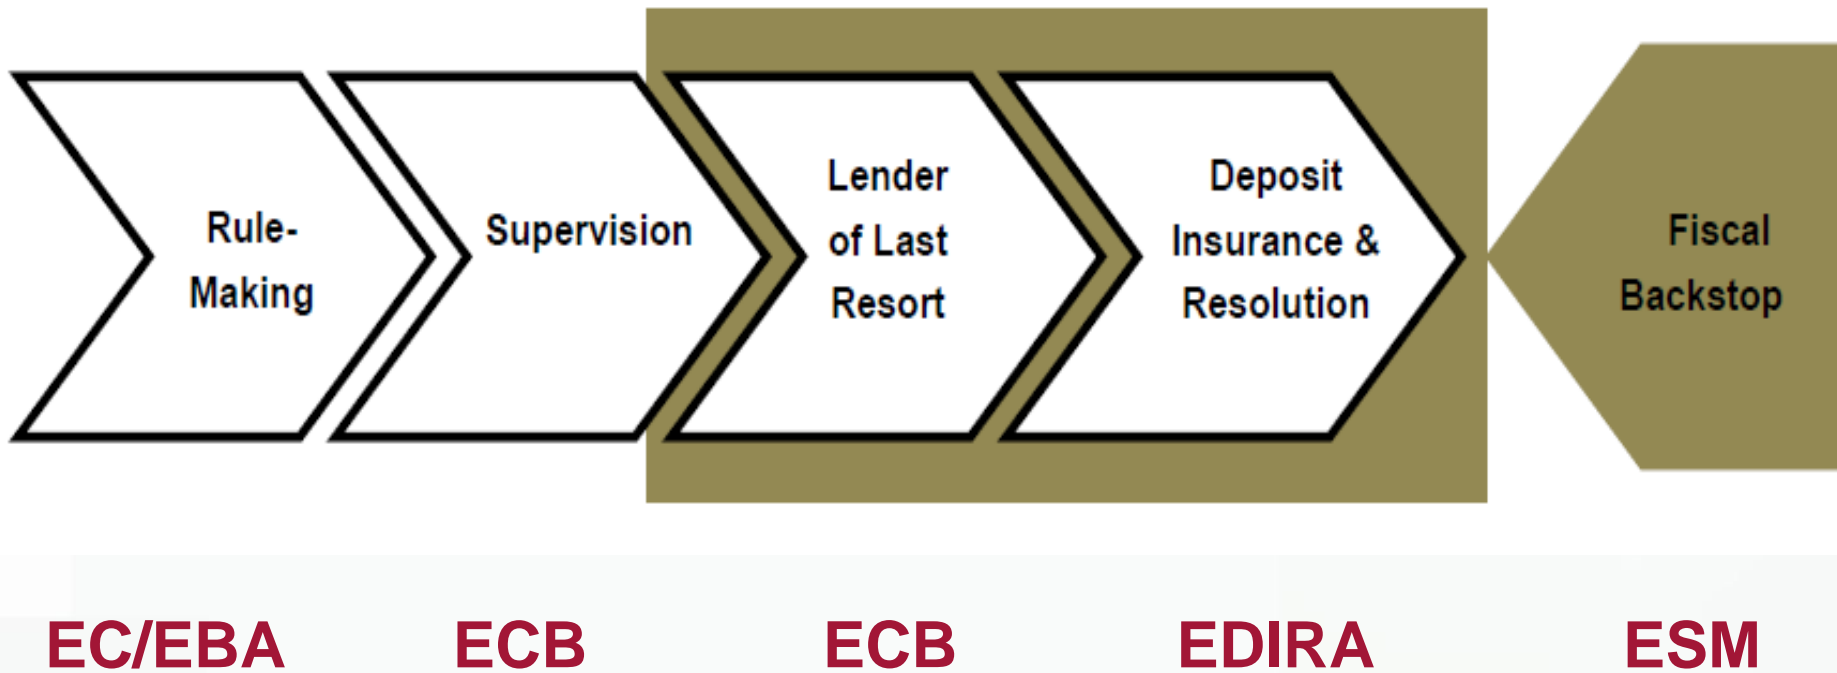 Rule-
Making
Supervision
Lender
of Last
Resort
Deposit
Insurance &
Resolution
Fiscal
Backstop
EC/EBA
ECB
ECB
EDIRA
ESM